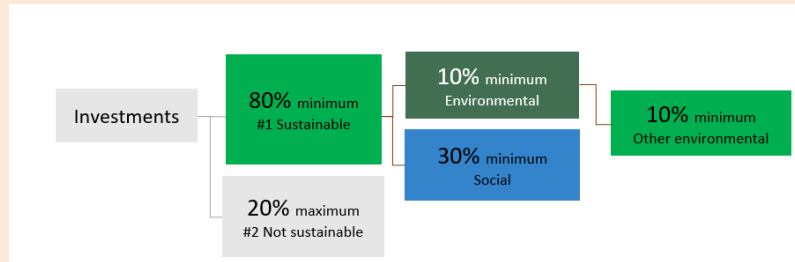 Investments
80% minimum
#1 Sustainable
20% maximum
#2 Not sustainable
10% minimum
Environmental
30% minimum
Social
10% minimum
Other environmental